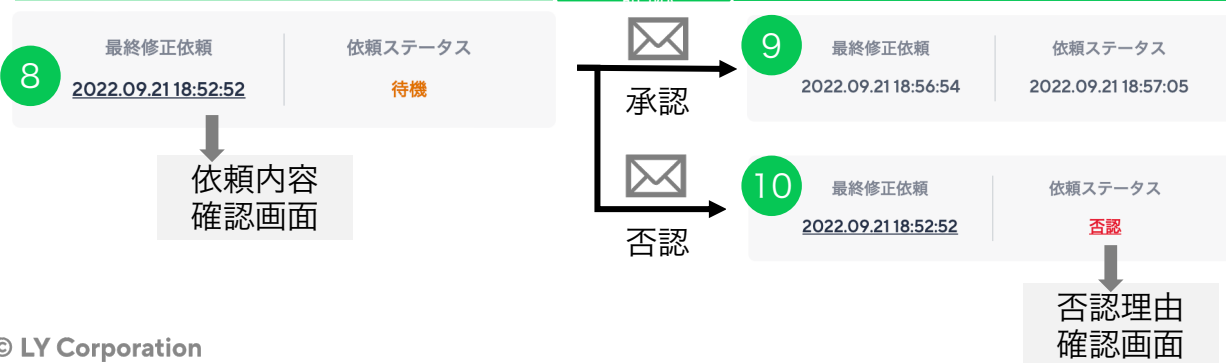 8
最終修正依頼
依頼ステータス
2022.09.21 18:52:52
待機
依頼内容
確認画面
承認
否認
9
最終修正依頼
依頼ステータス
2022.09.21 18:56:54
2022.09.21 18:57:05
10
最終修正依頼
依頼ステータス
2022.09.21 18:52:52
否認
否認理由
確認画面
© LY Corporation